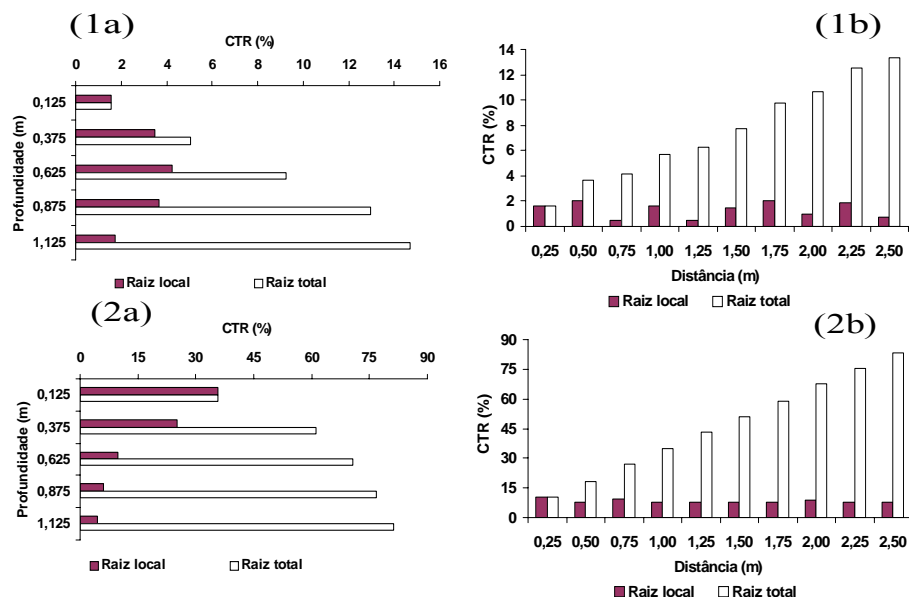 (1a)
CTR (%)
0 2 4 6 8 10 12 14 16
Profundidade (m)
0,125
0,375
0,625
0,875
1,125
Raiz local Raiz total
(1b)
CTR (%)
14
12
10
8
6
4
2
0
0,25 0,50 0,75 1,00 1,25 1,50 1,75 2,00 2,25 2,50
Distância (m)
Raiz local Raiz total
(2a)
CTR (%)
0 15 30 45 60 75 90
Profundidade (m)
0,125
0,375
0,625
0,875
1,125
Raiz local Raiz total
(2b)
CTR (%)
90
75
60
45
30
15
0
0,25 0,50 0,75 1,00 1,25 1,50 1,75 2,00 2,25 2,50
Distância (m)
Raiz local Raiz total